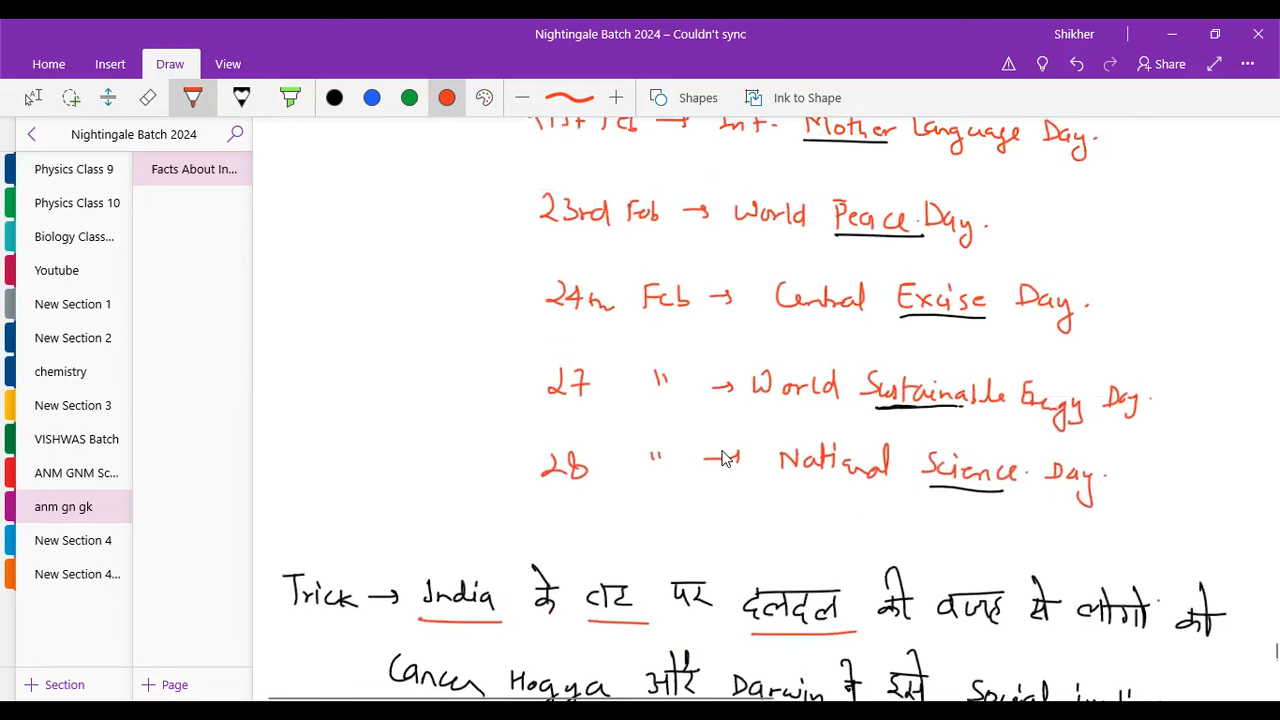 Nightingale Batch 2024 – Couldn't sync
Shikher
Home
Insert
Draw
View
Share
Shapes
Ink to Shape
Nightingale Batch 2024
Physics Class 9
Physics Class 10
Biology Class...
Youtube
New Section 1
New Section 2
chemistry
New Section 3
VISHWAS Batch
ANM GNM Sc...
anm gn gk
New Section 4
New Section 4...
+ Section
Facts About In...
+ Page
Feb → Int. Mother Language Day.
23rd Feb → World Peace Day.
24th Feb → Central Excise Day.
27 " → World Sustainable Energy Day.
28 " → National Science Day.
Trick → India के तट पर दलदल की वजह से लोगो को
Cancer Hogya और Darwin ने इसे Social